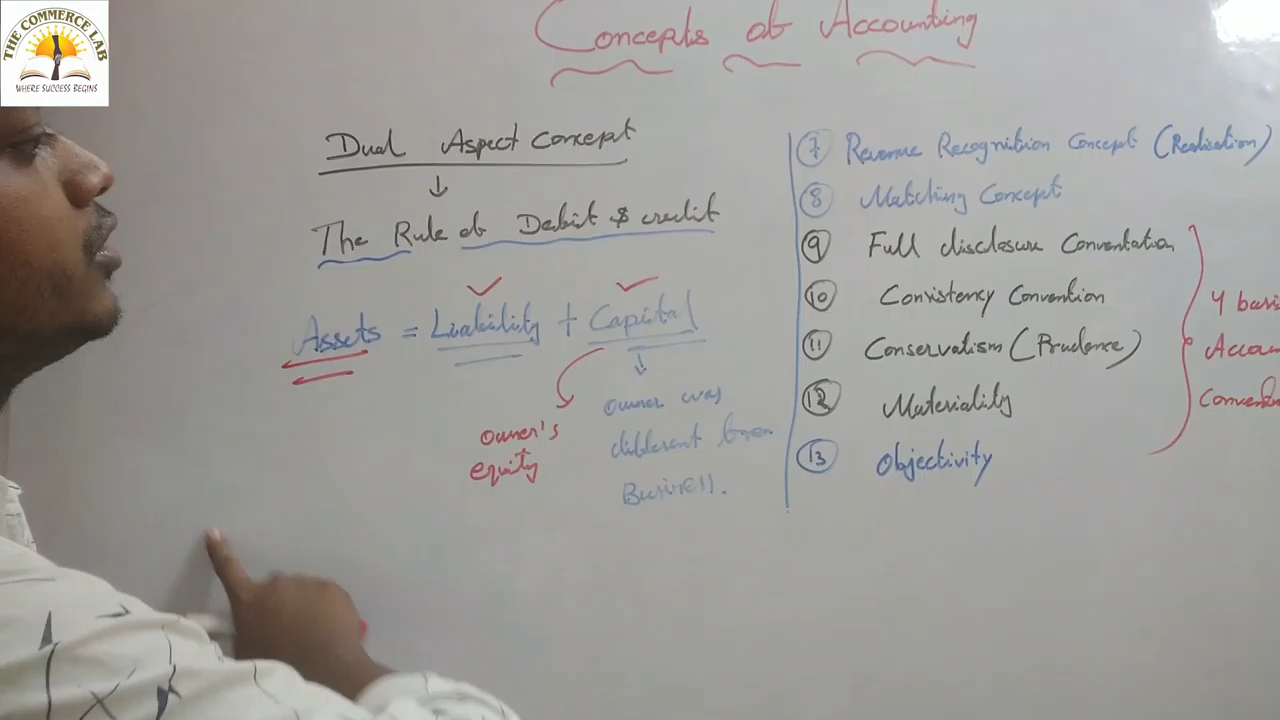 THE COMMERCE LAB
WHERE SUCCESS BEGINS
Concepts of Accounting
Dual Aspect Concept
↓
The Rule of Debit & credit
Assets = Liability + Capital
↓
Owner's
equity
Owner was
different from
Business.
7 Revenue Recognition Concept (Realisation)
8 Matching Concept
9 Full disclosure Conventation
10 Consistency Convention
11 Conservatism (Prudence)
12 Materiality
13 Objectivity
4 basi
Accou
Conven